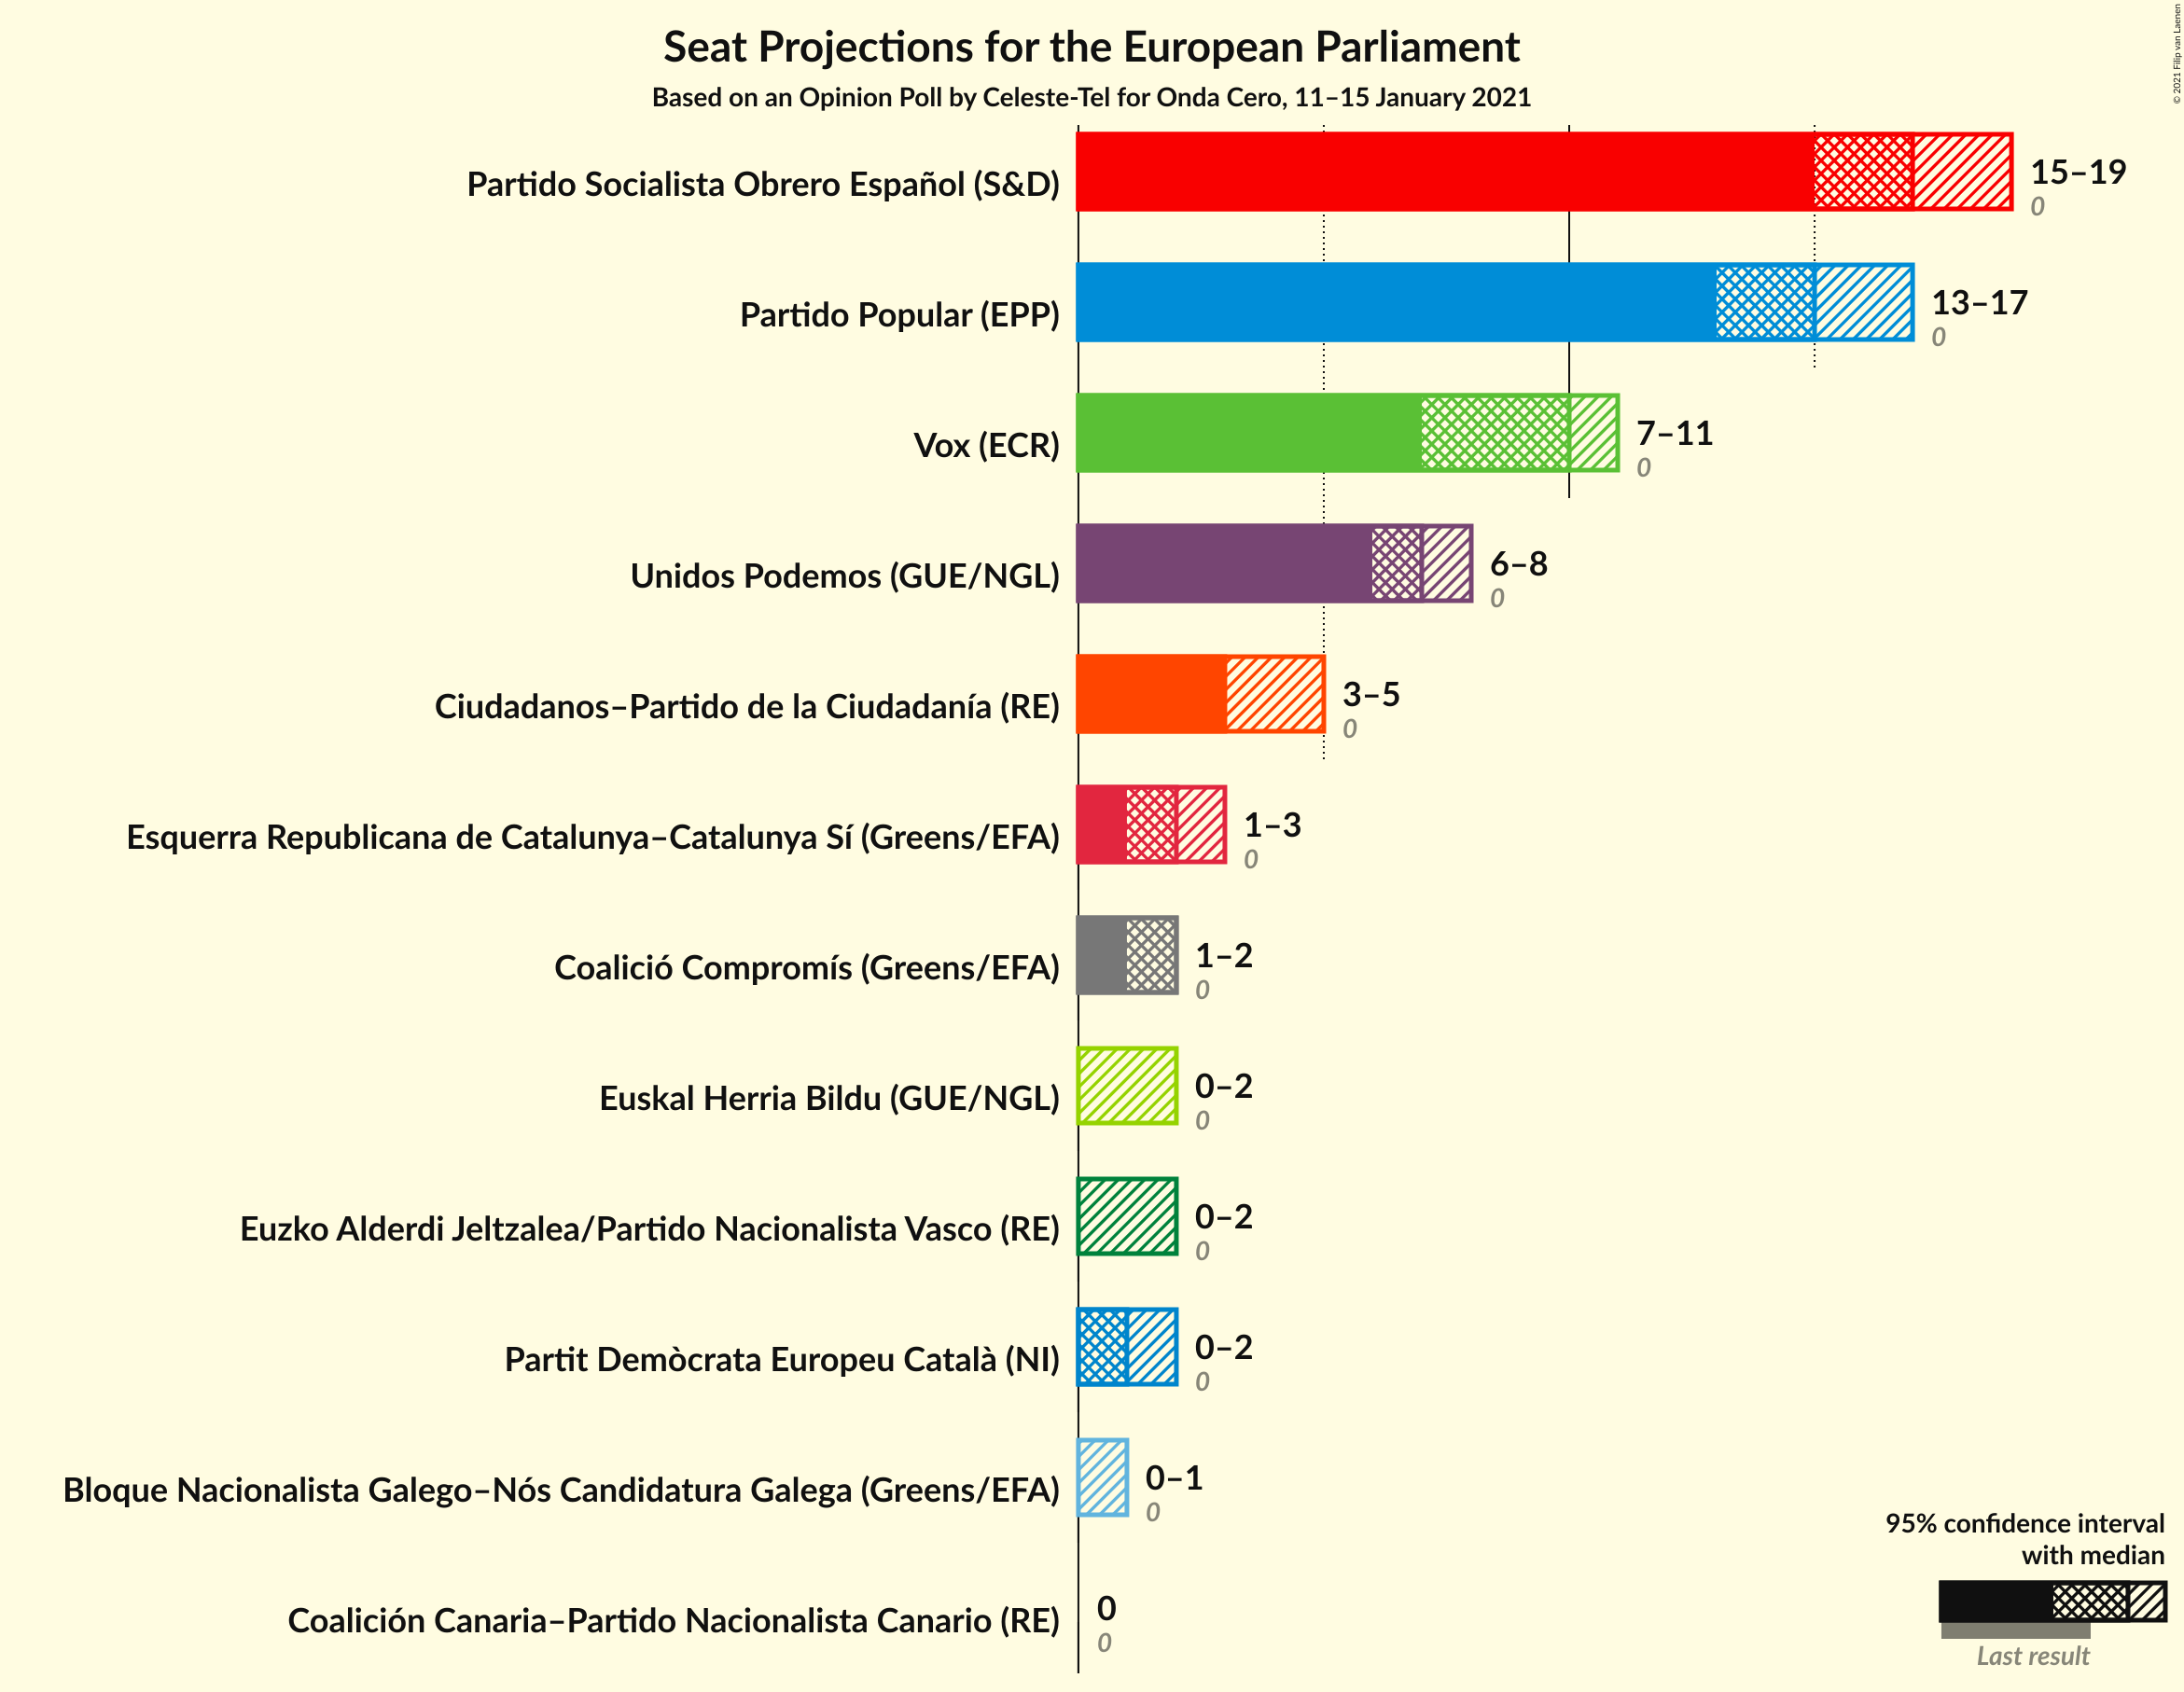 Seat Projections for the European Parliament
Based on an Opinion Poll by Celeste-Tel for Onda Cero, 11–15 January 2021
© 2021 Filip van Laenen
Partido Socialista Obrero Español (S&D)
15–19
0
Partido Popular (EPP)
13–17
0
Vox (ECR)
7–11
0
Unidos Podemos (GUE/NGL)
6–8
0
Ciudadanos–Partido de la Ciudadanía (RE)
3–5
0
Esquerra Republicana de Catalunya–Catalunya Sí (Greens/EFA)
1–3
0
Coalició Compromís (Greens/EFA)
1–2
0
Euskal Herria Bildu (GUE/NGL)
0–2
0
Euzko Alderdi Jeltzalea/Partido Nacionalista Vasco (RE)
0–2
0
Partit Demòcrata Europeu Català (NI)
0–2
0
Bloque Nacionalista Galego–Nós Candidatura Galega (Greens/EFA)
0–1
0
Coalición Canaria–Partido Nacionalista Canario (RE)
0
0
95% confidence interval
with median
Last result